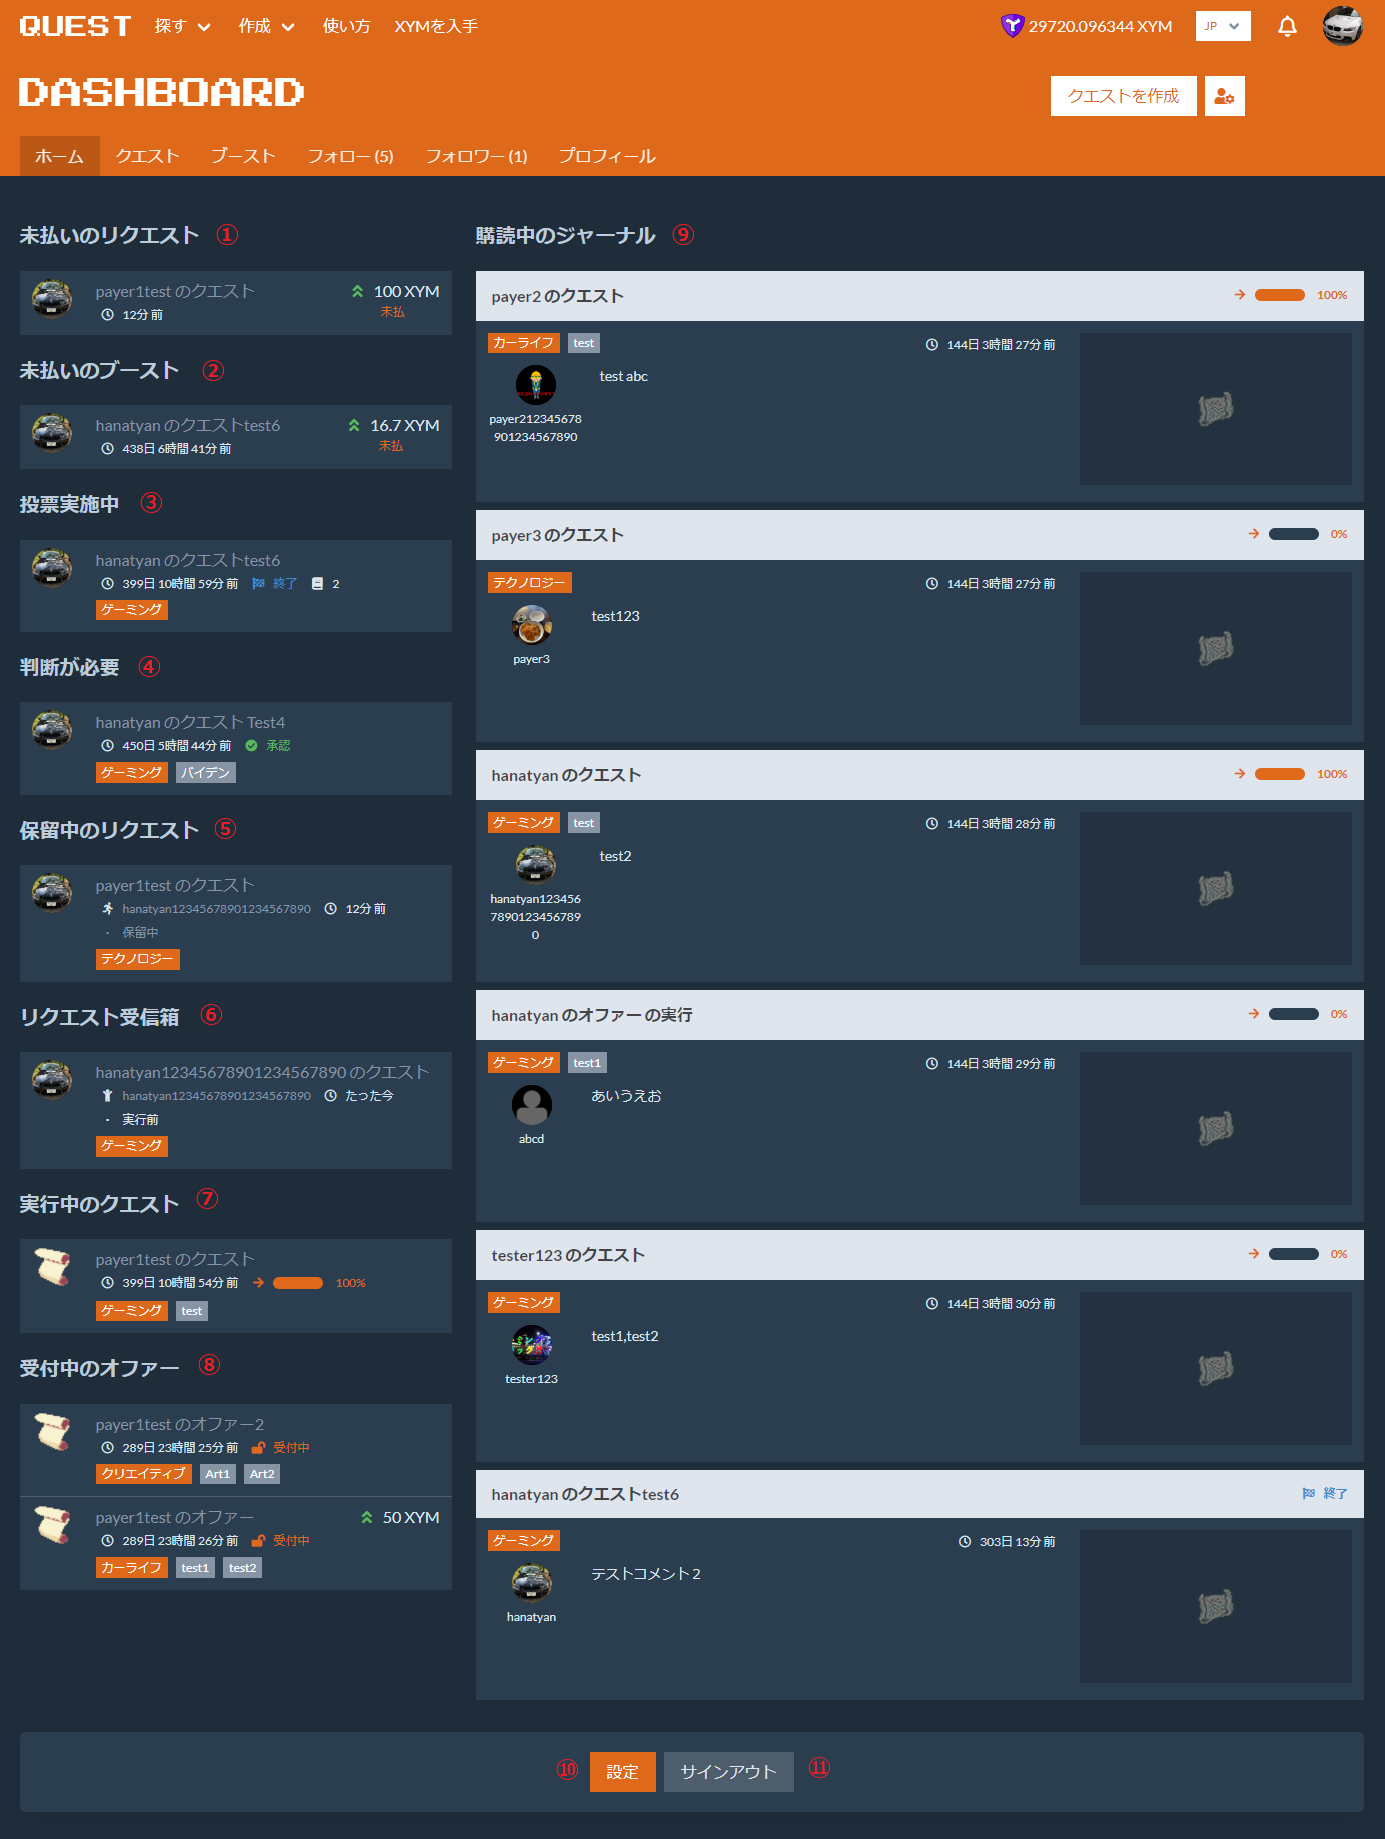 QUEST 探す 作成 使い方 XYMを入手 29720.096344 XYM JP
DASHBOARD クエストを作成
ホーム クエスト ブースト フォロー (5) フォロワー (1) プロフィール
未払いのリクエスト ①
payer1test のクエスト 100 XYM
12分前 未払
未払いのブースト ②
hanatyan のクエストtest6 16.7 XYM
438日 6時間 41分前 未払
投票実施中 ③
hanatyan のクエストtest6
399日 10時間 59分前 終了 2
ゲーミング
判断が必要 ④
hanatyan のクエスト Test4
450日 5時間 44分前 承認
ゲーミング バイデン
保留中のリクエスト ⑤
payer1test のクエスト
hanatyan12345678901234567890 12分前
・ 保留中
テクノロジー
リクエスト受信箱 ⑥
hanatyan12345678901234567890 のクエスト
hanatyan12345678901234567890 たった今
・ 実行前
ゲーミング
実行中のクエスト ⑦
payer1test のクエスト
399日 10時間 54分前 100%
ゲーミング test
受付中のオファー ⑧
payer1test のオファー2
289日 23時間 25分前 受付中
クリエイティブ Art1 Art2
payer1test のオファー 50 XYM
289日 23時間 26分前 受付中
カーライフ test1 test2
購読中のジャーナル ⑨
payer2 のクエスト 100%
カーライフ test 144日 3時間 27分前
test abc
payer212345678
901234567890
payer3 のクエスト 0%
テクノロジー 144日 3時間 27分前
test123
payer3
hanatyan のクエスト 100%
ゲーミング test 144日 3時間 28分前
test2
hanatyan123456
7890123456789
0
hanatyan のオファー の実行 0%
ゲーミング test1 144日 3時間 29分前
あいうえお
abcd
tester123 のクエスト 0%
ゲーミング 144日 3時間 30分前
test1,test2
tester123
hanatyan のクエストtest6 終了
ゲーミング 303日 13分前
テストコメント2
hanatyan
⑩ 設定 サインアウト ⑪